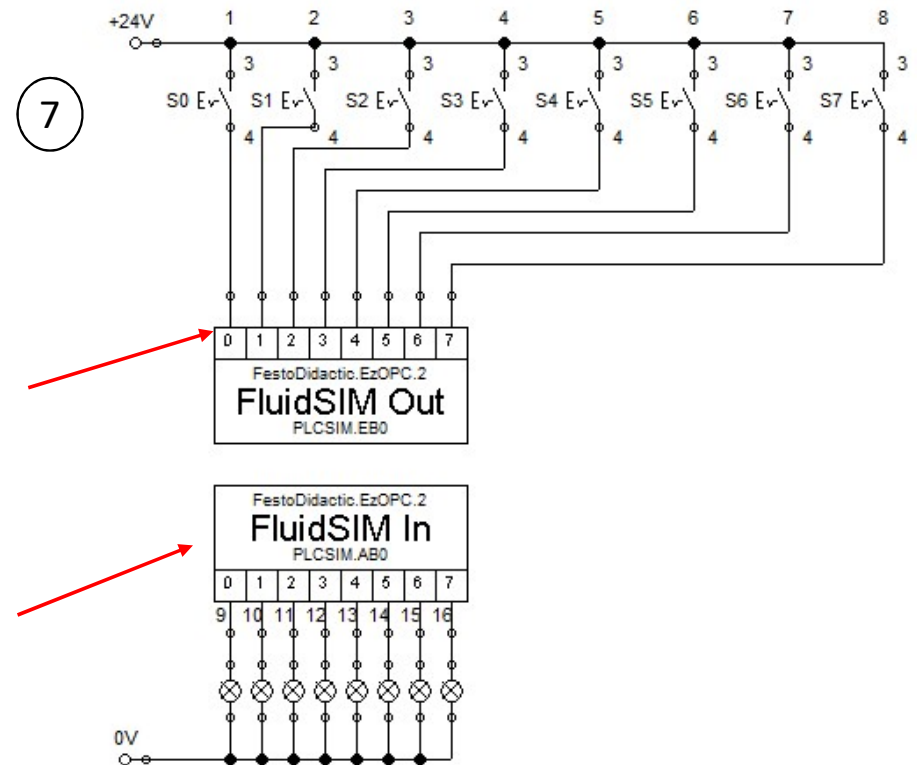 +24V 1 2 3 4 5 6 7 8
3 3 3 3 3 3 3 3
7
S0 S1 S2 S3 S4 S5 S6 S7
4 4 4 4 4 4 4 4
0 1 2 3 4 5 6 7
FestoDidactic.EzOPC.2
FluidSIM Out
PLCSIM.EB0
FestoDidactic.EzOPC.2
FluidSIM In
PLCSIM.AB0
0 1 2 3 4 5 6 7
9 10 11 12 13 14 15 16
0V